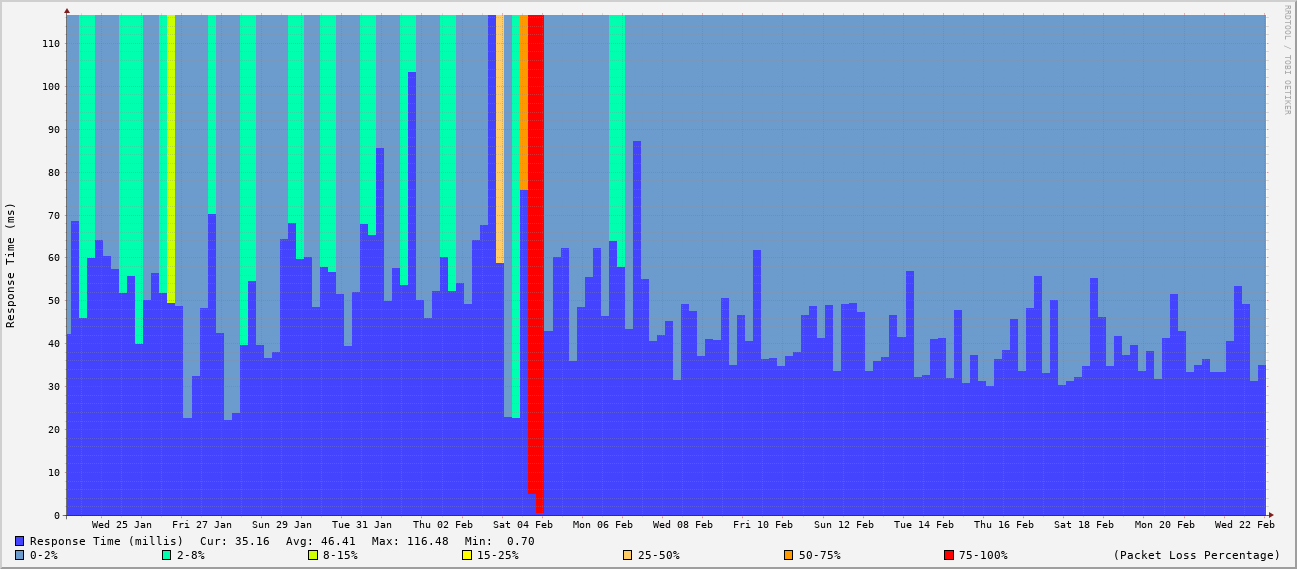 RRDTOOL / TOBI OETIKER
Response Time (ms)
110
100
90
80
70
60
50
40
30
20
10
0
Wed 25 Jan Fri 27 Jan Sun 29 Jan Tue 31 Jan Thu 02 Feb Sat 04 Feb Mon 06 Feb Wed 08 Feb Fri 10 Feb Sun 12 Feb Tue 14 Feb Thu 16 Feb Sat 18 Feb Mon 20 Feb Wed 22 Feb
Response Time (millis) Cur: 35.16 Avg: 46.41 Max: 116.48 Min: 0.70
0-2% 2-8% 8-15% 15-25% 25-50% 50-75% 75-100% (Packet Loss Percentage)